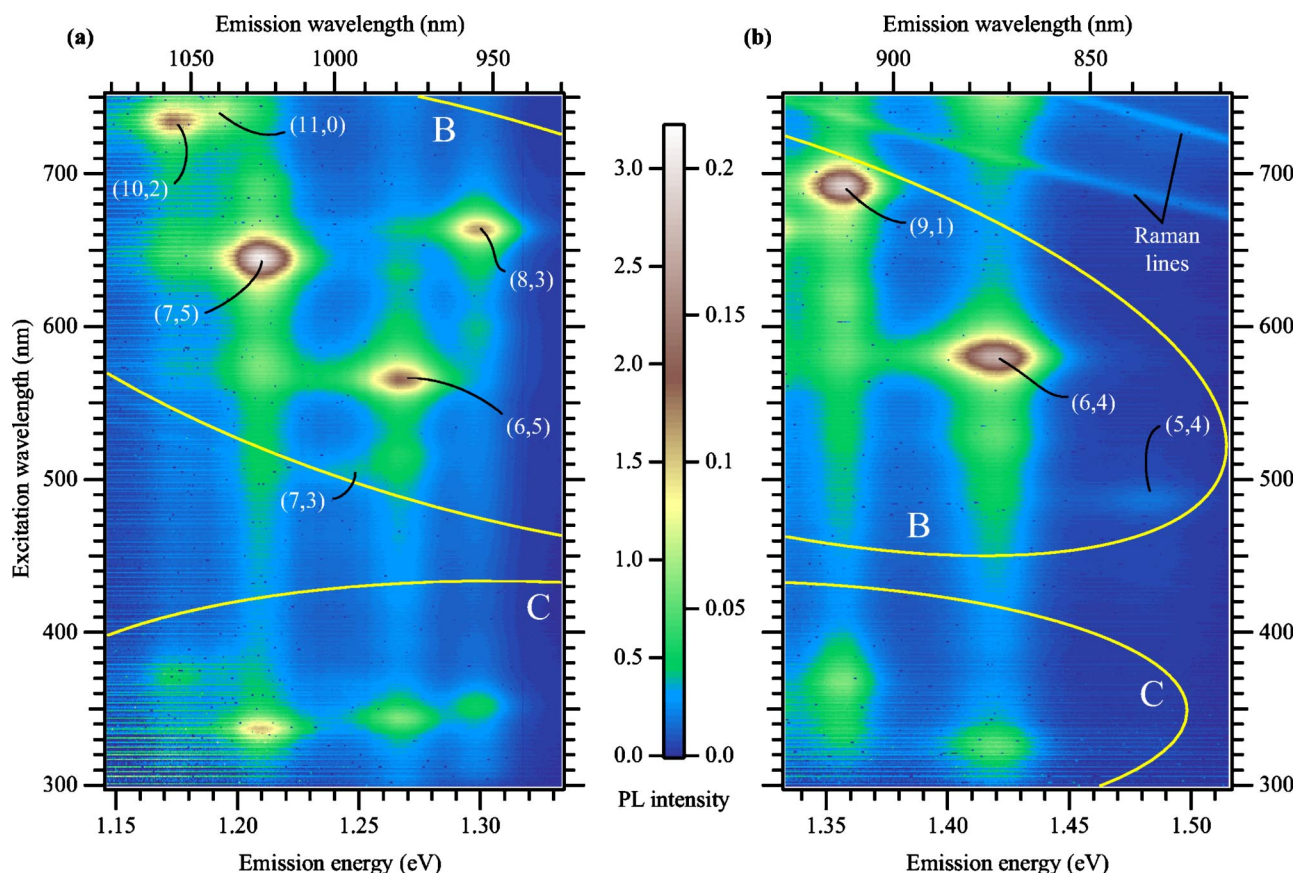 Emission wavelength (nm)
(a)
1040 1000 950
Excitation wavelength (nm)
700
600
500
400
300
(11,0)
B
(10,2)
(7,5)
(8,3)
(6,5)
(7,3)
C
1.15 1.20 1.25 1.30
Emission energy (eV)
3.0 0.2
2.5
0.15
2.0
1.5 0.1
1.0
0.05
0.5
0.0 0.0
PL intensity
Emission wavelength (nm)
(b)
900 850
700
600
500
400
300
(9,1)
Raman
lines
(6,4)
(5,4)
B
C
1.35 1.40 1.45 1.50
Emission energy (eV)